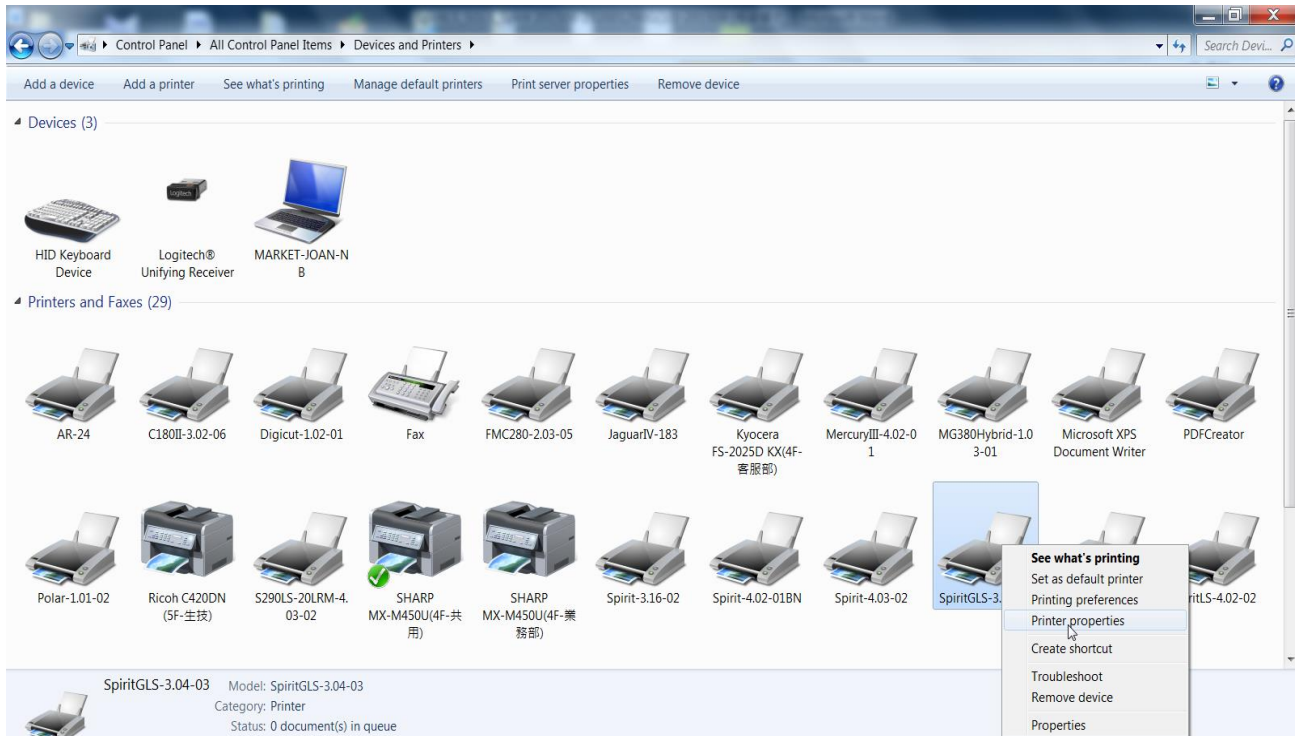 Control Panel ▸ All Control Panel Items ▸ Devices and Printers ▸
Search Devi...
Add a device Add a printer See what's printing Manage default printers Print server properties Remove device
Devices (3)
HID Keyboard
Device
Logitech
Logitech®
Unifying Receiver
MARKET-JOAN-N
B
Printers and Faxes (29)
AR-24
C180II-3.02-06
Digicut-1.02-01
Fax
FMC280-2.03-05
JaguarIV-183
Kyocera
FS-2025D KX(4F-
客服部)
MercuryIII-4.02-0
1
MG380Hybrid-1.0
3-01
Microsoft XPS
Document Writer
PDFCreator
Polar-1.01-02
Ricoh C420DN
(5F-生技)
S290LS-20LRM-4.
03-02
SHARP
MX-M450U(4F-共
用)
SHARP
MX-M450U(4F-業
務部)
Spirit-3.16-02
Spirit-4.02-01BN
Spirit-4.03-02
SpiritGLS-3.
ritLS-4.02-02
See what's printing
Set as default printer
Printing preferences
Printer properties
Create shortcut
Troubleshoot
Remove device
Properties
SpiritGLS-3.04-03 Model: SpiritGLS-3.04-03
Category: Printer
Status: 0 document(s) in queue